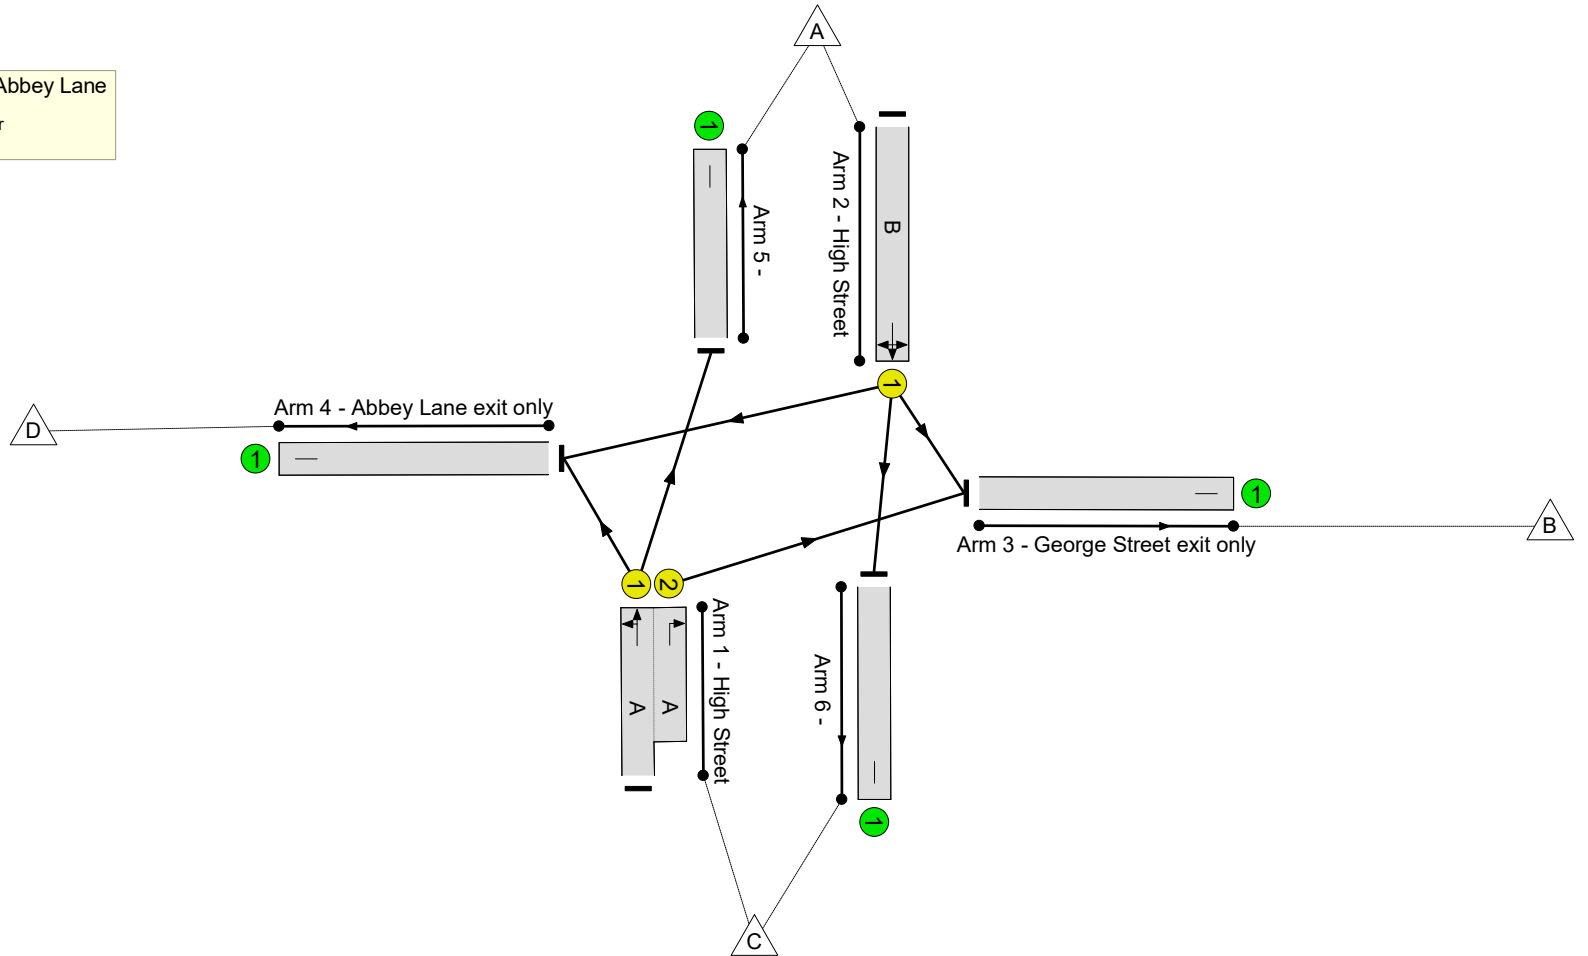 A
Abbey Lane
r
1
Arm 5 -
Arm 2 - High Street
B
1
D
Arm 4 - Abbey Lane exit only
1
1
B
Arm 3 - George Street exit only
1
2
A
A
Arm 1 - High Street
Arm 6 -
1
C